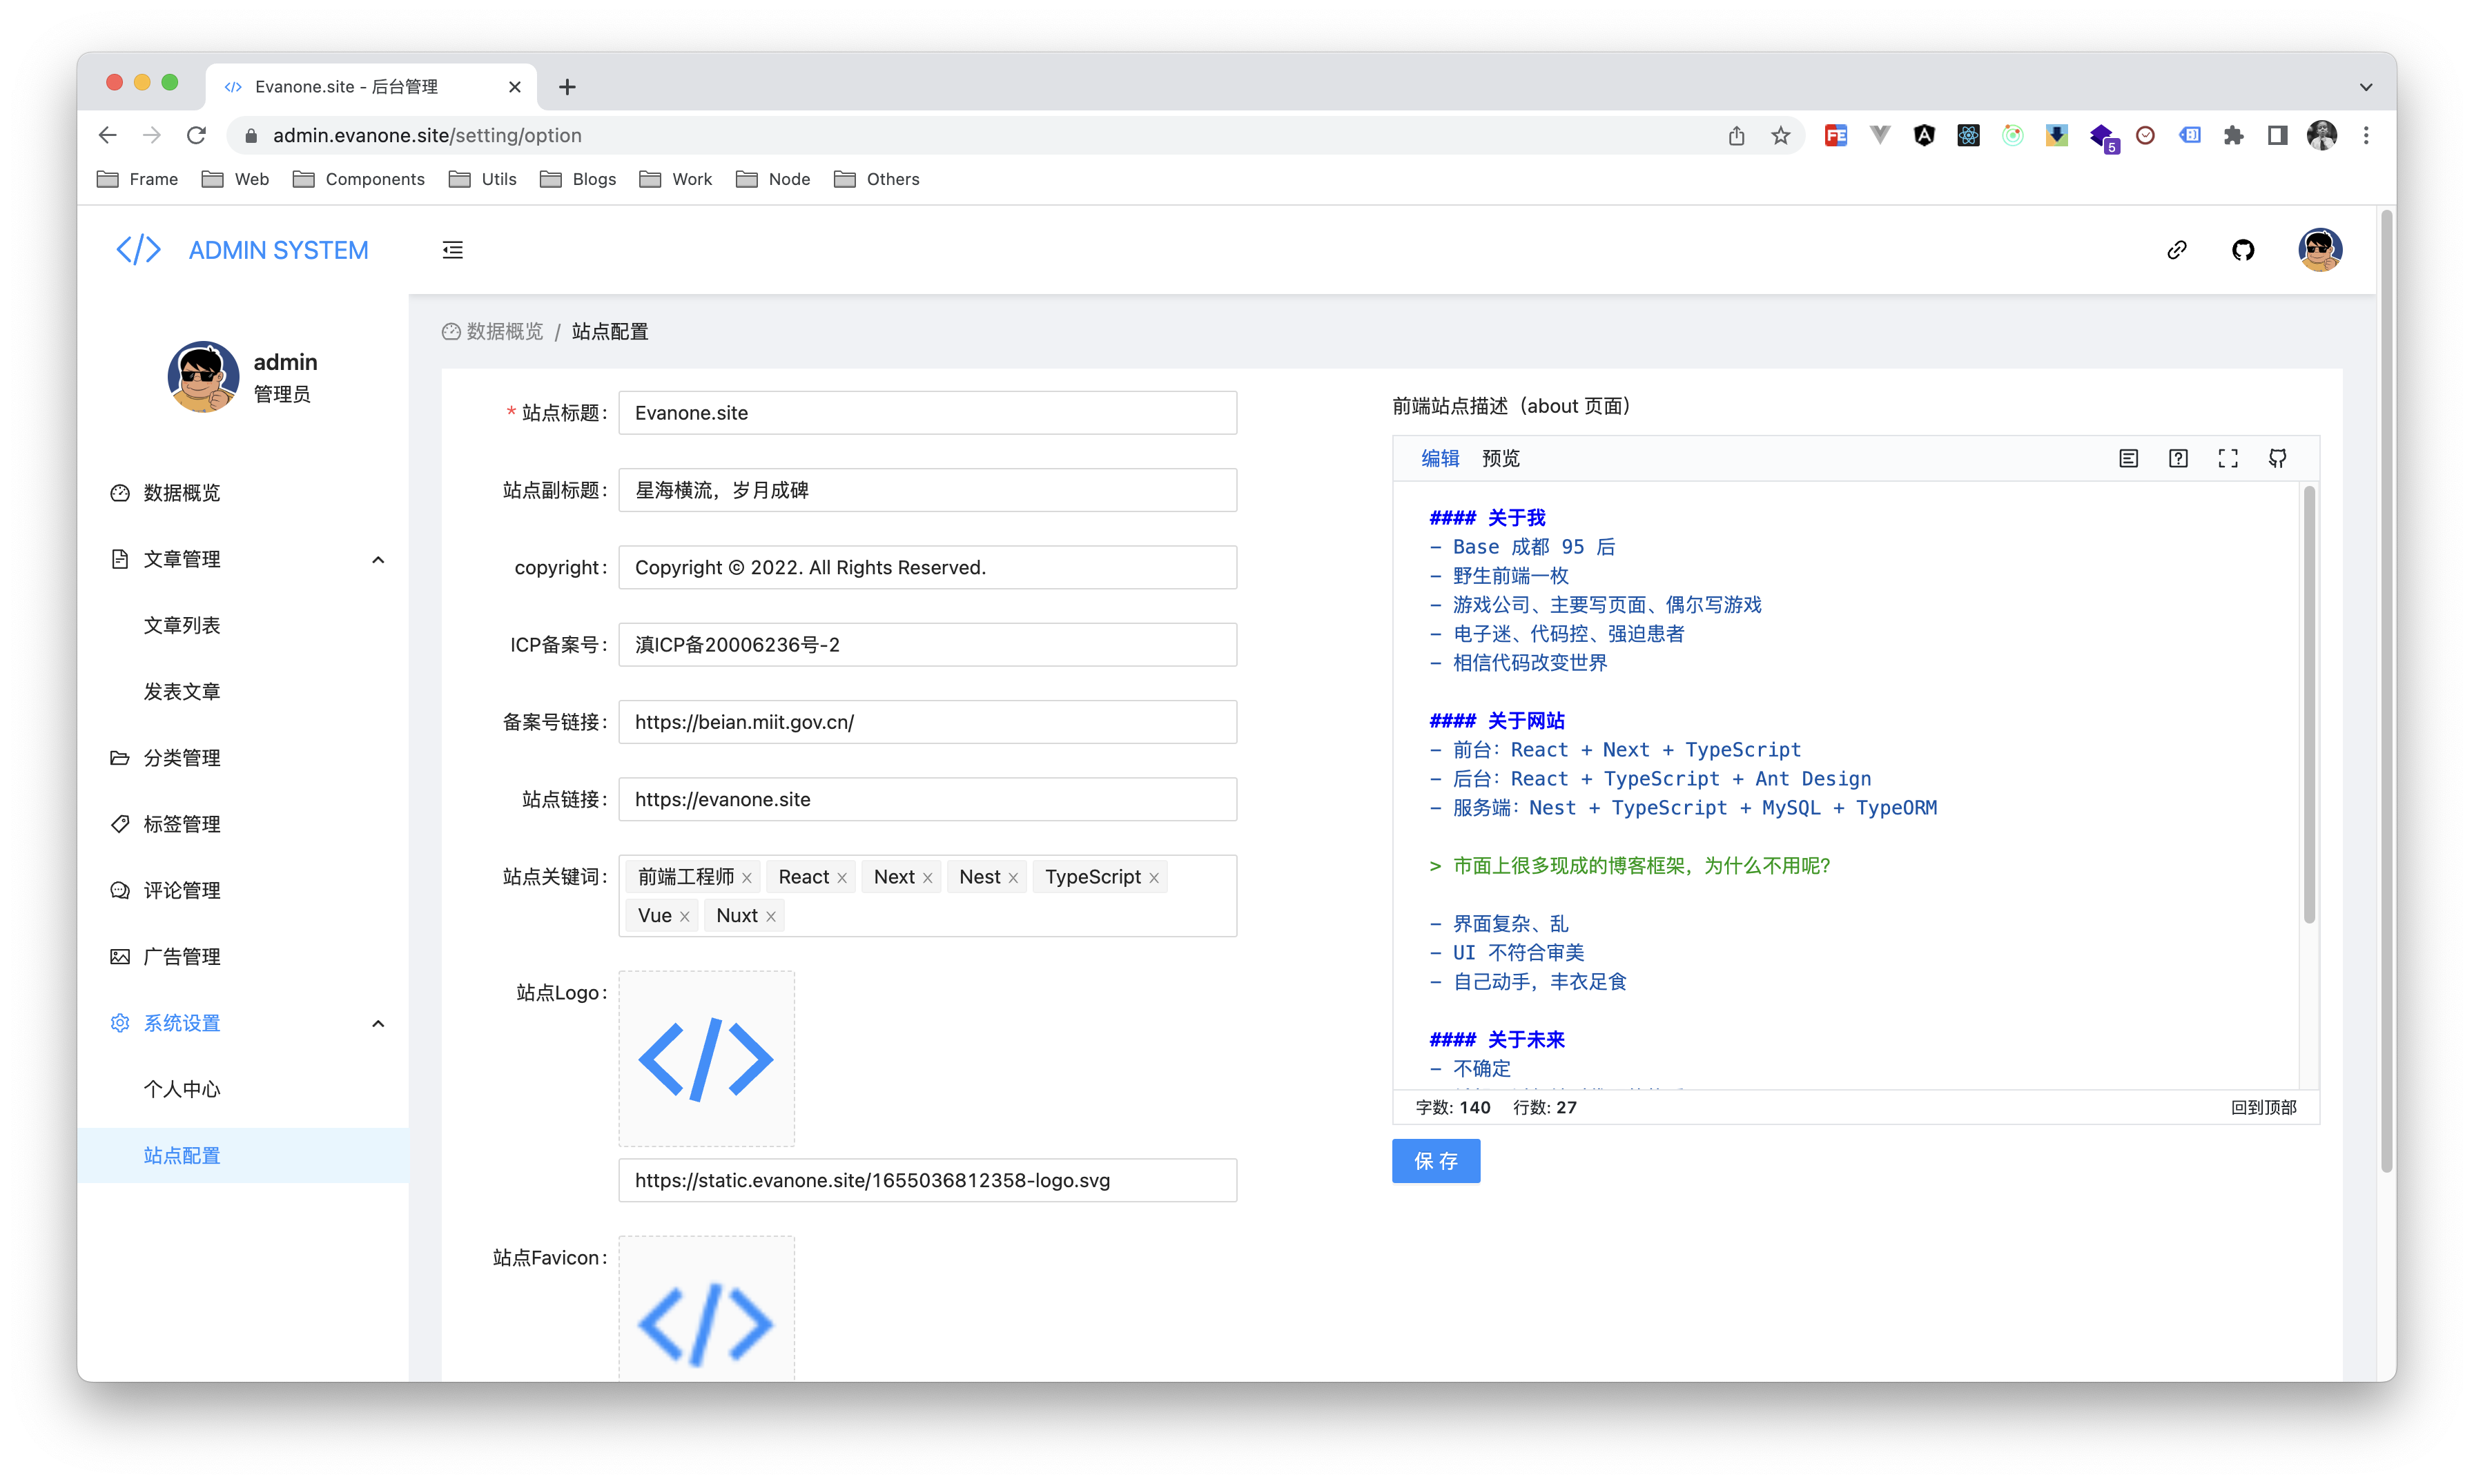 Evanone.site - 后台管理
admin.evanone.site/setting/option
5
Frame Web Components Utils Blogs Work Node Others
</> ADMIN SYSTEM
admin
管理员
数据概览
文章管理
文章列表
发表文章
分类管理
标签管理
评论管理
广告管理
系统设置
个人中心
站点配置
数据概览 / 站点配置
* 站点标题: Evanone.site
站点副标题: 星海横流，岁月成碑
copyright: Copyright © 2022. All Rights Reserved.
ICP备案号: 滇ICP备20006236号-2
备案号链接: https://beian.miit.gov.cn/
站点链接: https://evanone.site
站点关键词: 前端工程师 × React × Next × Nest × TypeScript ×
Vue × Nuxt ×
站点Logo:
</>
https://static.evanone.site/1655036812358-logo.svg
站点Favicon:
</>
前端站点描述（about 页面）
编辑 预览
#### 关于我
- Base 成都 95 后
- 野生前端一枚
- 游戏公司、主要写页面、偶尔写游戏
- 电子迷、代码控、强迫患者
- 相信代码改变世界
#### 关于网站
- 前台：React + Next + TypeScript
- 后台：React + TypeScript + Ant Design
- 服务端：Nest + TypeScript + MySQL + TypeORM
> 市面上很多现成的博客框架，为什么不用呢？
- 界面复杂、乱
- UI 不符合审美
- 自己动手，丰衣足食
#### 关于未来
- 不确定
字数: 140 行数: 27 回到顶部
保 存